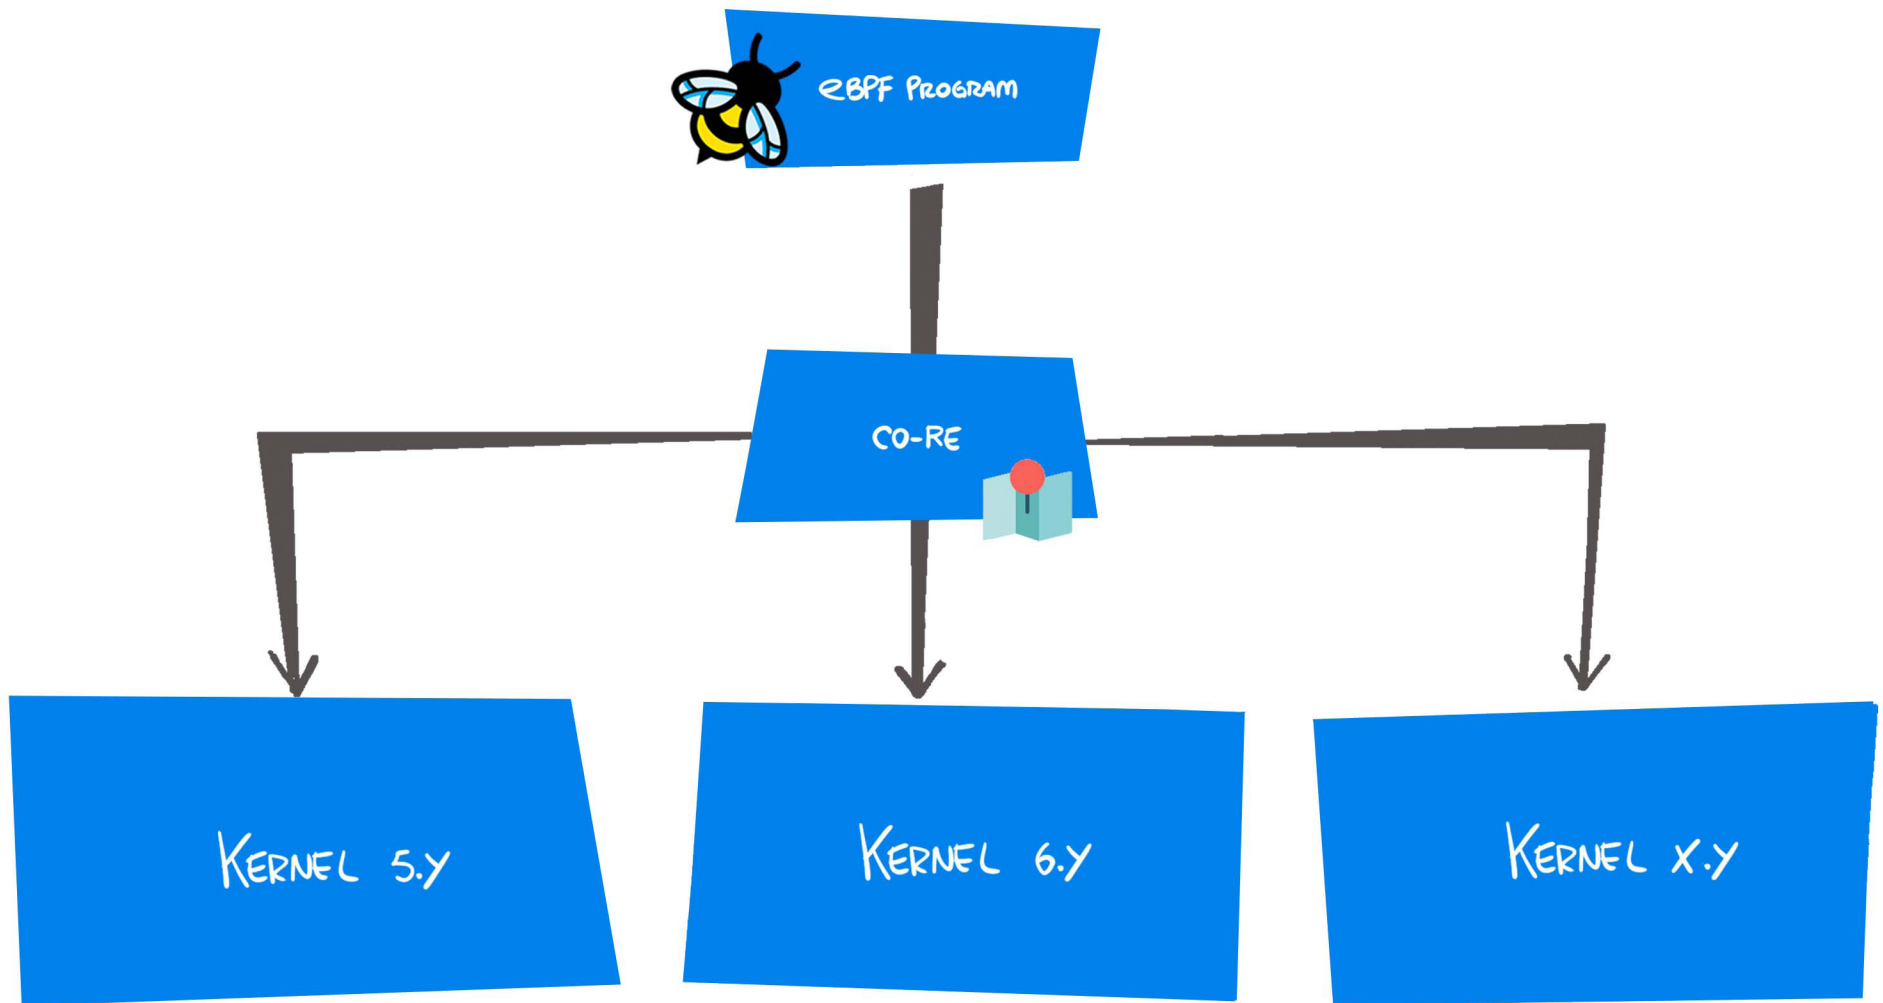 eBPF PROGRAM
CO-RE
KERNEL 5.Y
KERNEL 6.Y
KERNEL X.Y